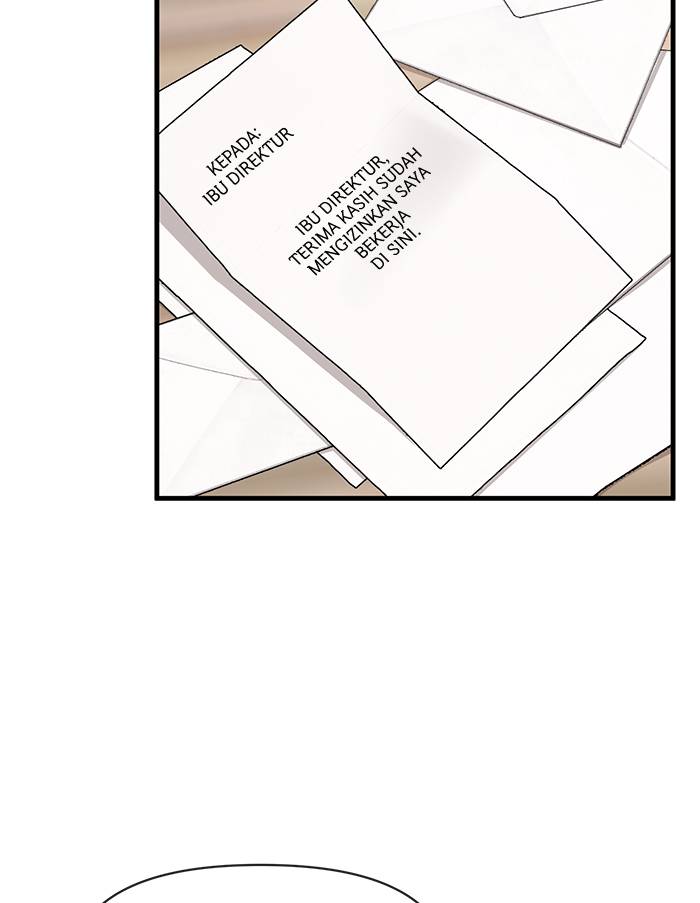 KEPADA:
IBU DIREKTUR
IBU DIREKTUR,
TERIMA KASIH SUDAH
MENGIZINKAN SAYA
BEKERJA
DI SINI.